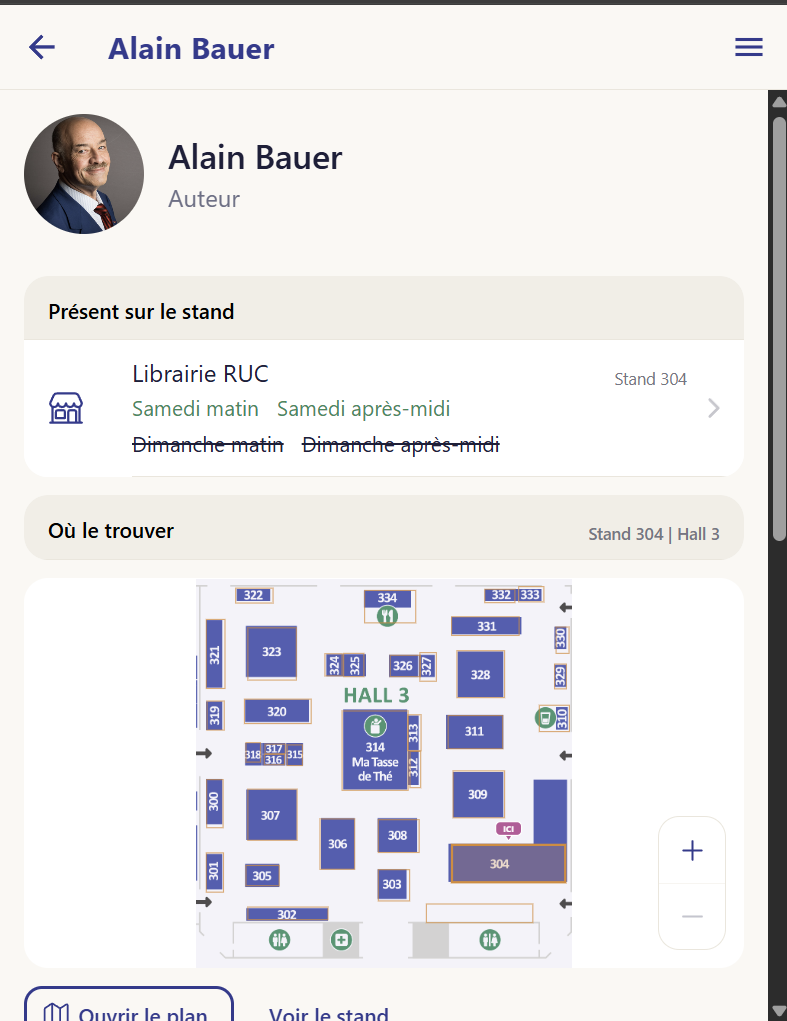 Alain Bauer
Alain Bauer
Auteur
Présent sur le stand
Librairie RUC
Stand 304
Samedi matin Samedi après-midi
Dimanche matin Dimanche après-midi
Où le trouver
Stand 304 | Hall 3
322
334
332 333
331
330
321
323
324 325
326 327
328
329
HALL 3
319
320
313
311
310
314
Ma Tasse
de Thé
318 317 315
316
312
300
307
309
306
308
ICI
304
301
305
303
302
Ouvrir le plan
Voir le stand